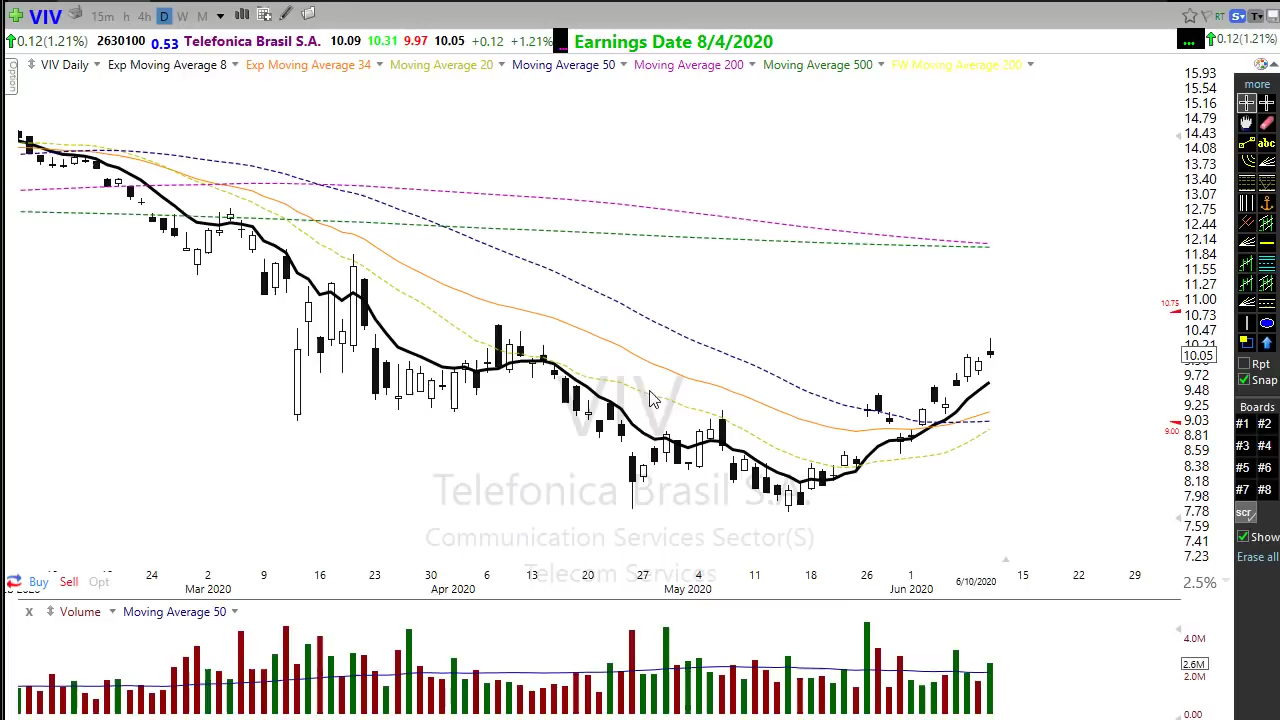 VIV 15m h 4h D W M RT S T
0.12(1.21%) 2630100 0.53 Telefonica Brasil S.A. 10.09 10.31 9.97 10.05 +0.12 +1.21% ... Earnings Date 8/4/2020 ... 0.12(1.21%)
Option VIV Daily Exp Moving Average 8 Exp Moving Average 34 Moving Average 20 Moving Average 50 Moving Average 200 Moving Average 500 FW Moving Average 200
15.93
15.54
15.16
14.79
14.43
14.08
13.73
13.40
13.07
12.75
12.44
12.14
11.84
11.55
11.27
11.00
10.75
10.73
10.47
10.21
10.05
9.72
9.48
9.25
9.03
9.00
8.81
8.59
8.38
8.18
7.98
7.78
7.59
7.41
7.23
more
abc
Rpt
Snap
Boards
#1 #2
#3 #4
#5 #6
#7 #8
scr
Show
Erase all
VIV
Telefonica Brasil S.A.
Communication Services Sector(S)
Telecom Services
24 2 9 16 23 30 6 13 20 27 4 11 18 26 1 6/10/2020 15 22 29
Mar 2020 Apr 2020 May 2020 Jun 2020
Buy Sell Opt
2.5%
X Volume Moving Average 50
4.0M
2.6M
2.0M
0.00